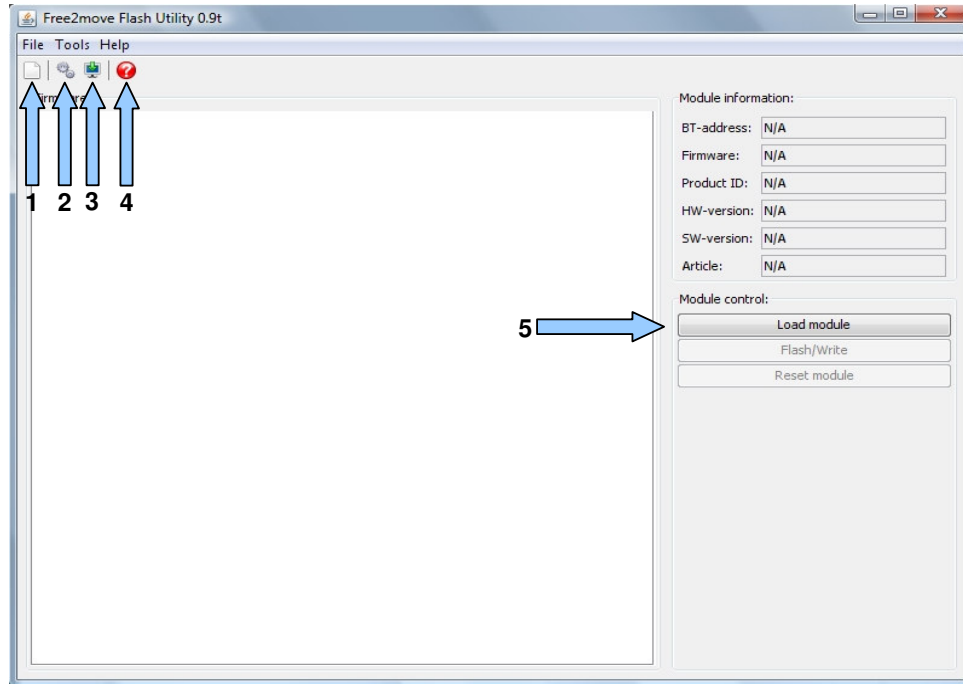 Free2move Flash Utility 0.9t
File Tools Help
Firmware
Module information:
BT-address: N/A
Firmware: N/A
Product ID: N/A
HW-version: N/A
SW-version: N/A
Article: N/A
1 2 3 4
Module control:
5
Load module
Flash/Write
Reset module